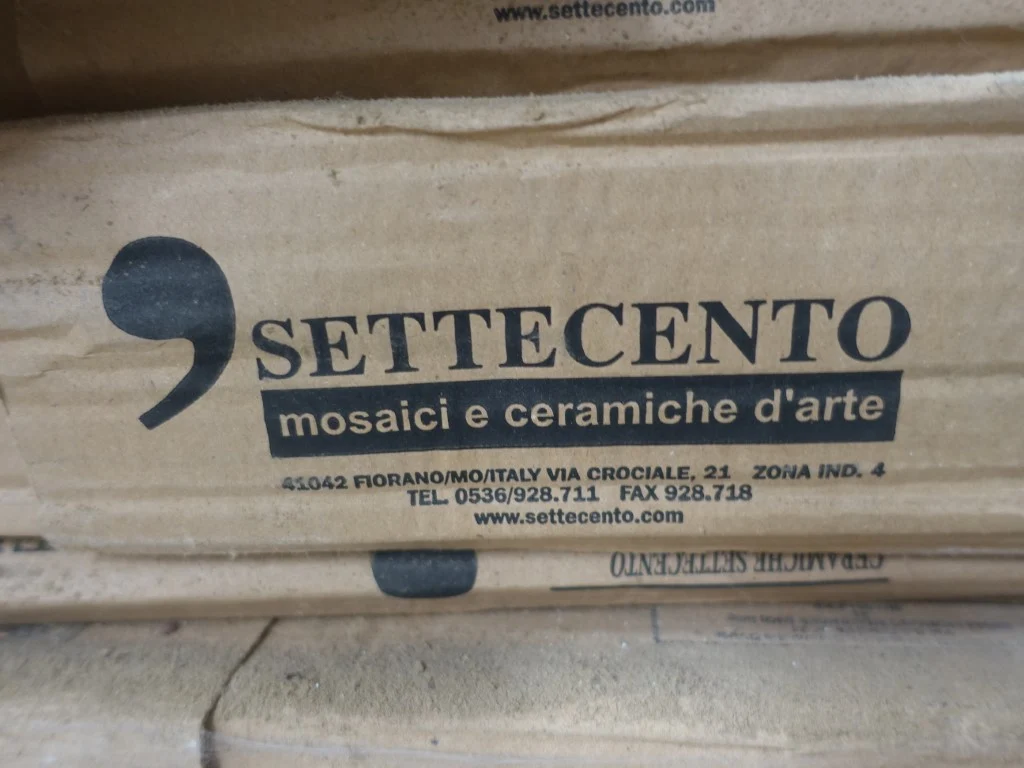 www.settecento.com
SETTECENTO
mosaici e ceramiche d'arte
41042 FIORANO/MO/ITALY VIA CROCIALE, 21 ZONA IND. 4
TEL. 0536/928.711 FAX 928.718
www.settecento.com
CERAMICHE SETTECENTO